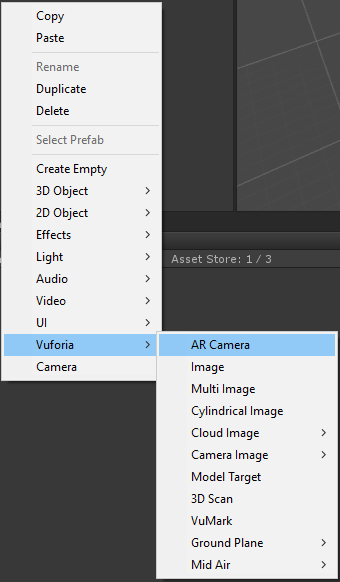 Copy
Paste
Rename
Duplicate
Delete
Select Prefab
Create Empty
3D Object
2D Object
Effects
Light
Audio
Video
UI
Vuforia
Camera
Asset Store: 1 / 3
AR Camera
Image
Multi Image
Cylindrical Image
Cloud Image
Camera Image
Model Target
3D Scan
VuMark
Ground Plane
Mid Air